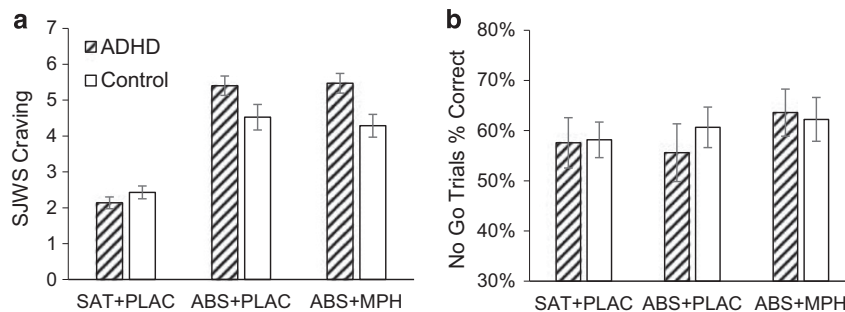 a
7
6
5
4
3
2
1
0
SJWS Craving
ADHD
Control
SAT+PLAC ABS+PLAC ABS+MPH
b
80%
70%
60%
50%
40%
30%
No Go Trials % Correct
SAT+PLAC ABS+PLAC ABS+MPH